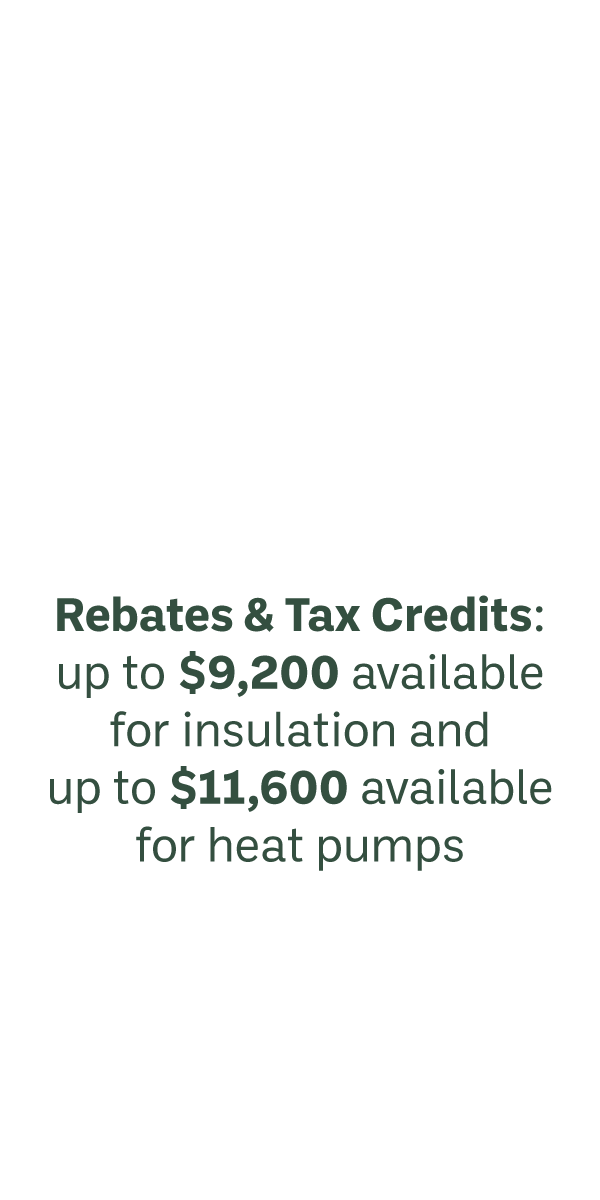 Rebates & Tax Credits:
up to $9,200 available
for insulation and
up to $11,600 available
for heat pumps